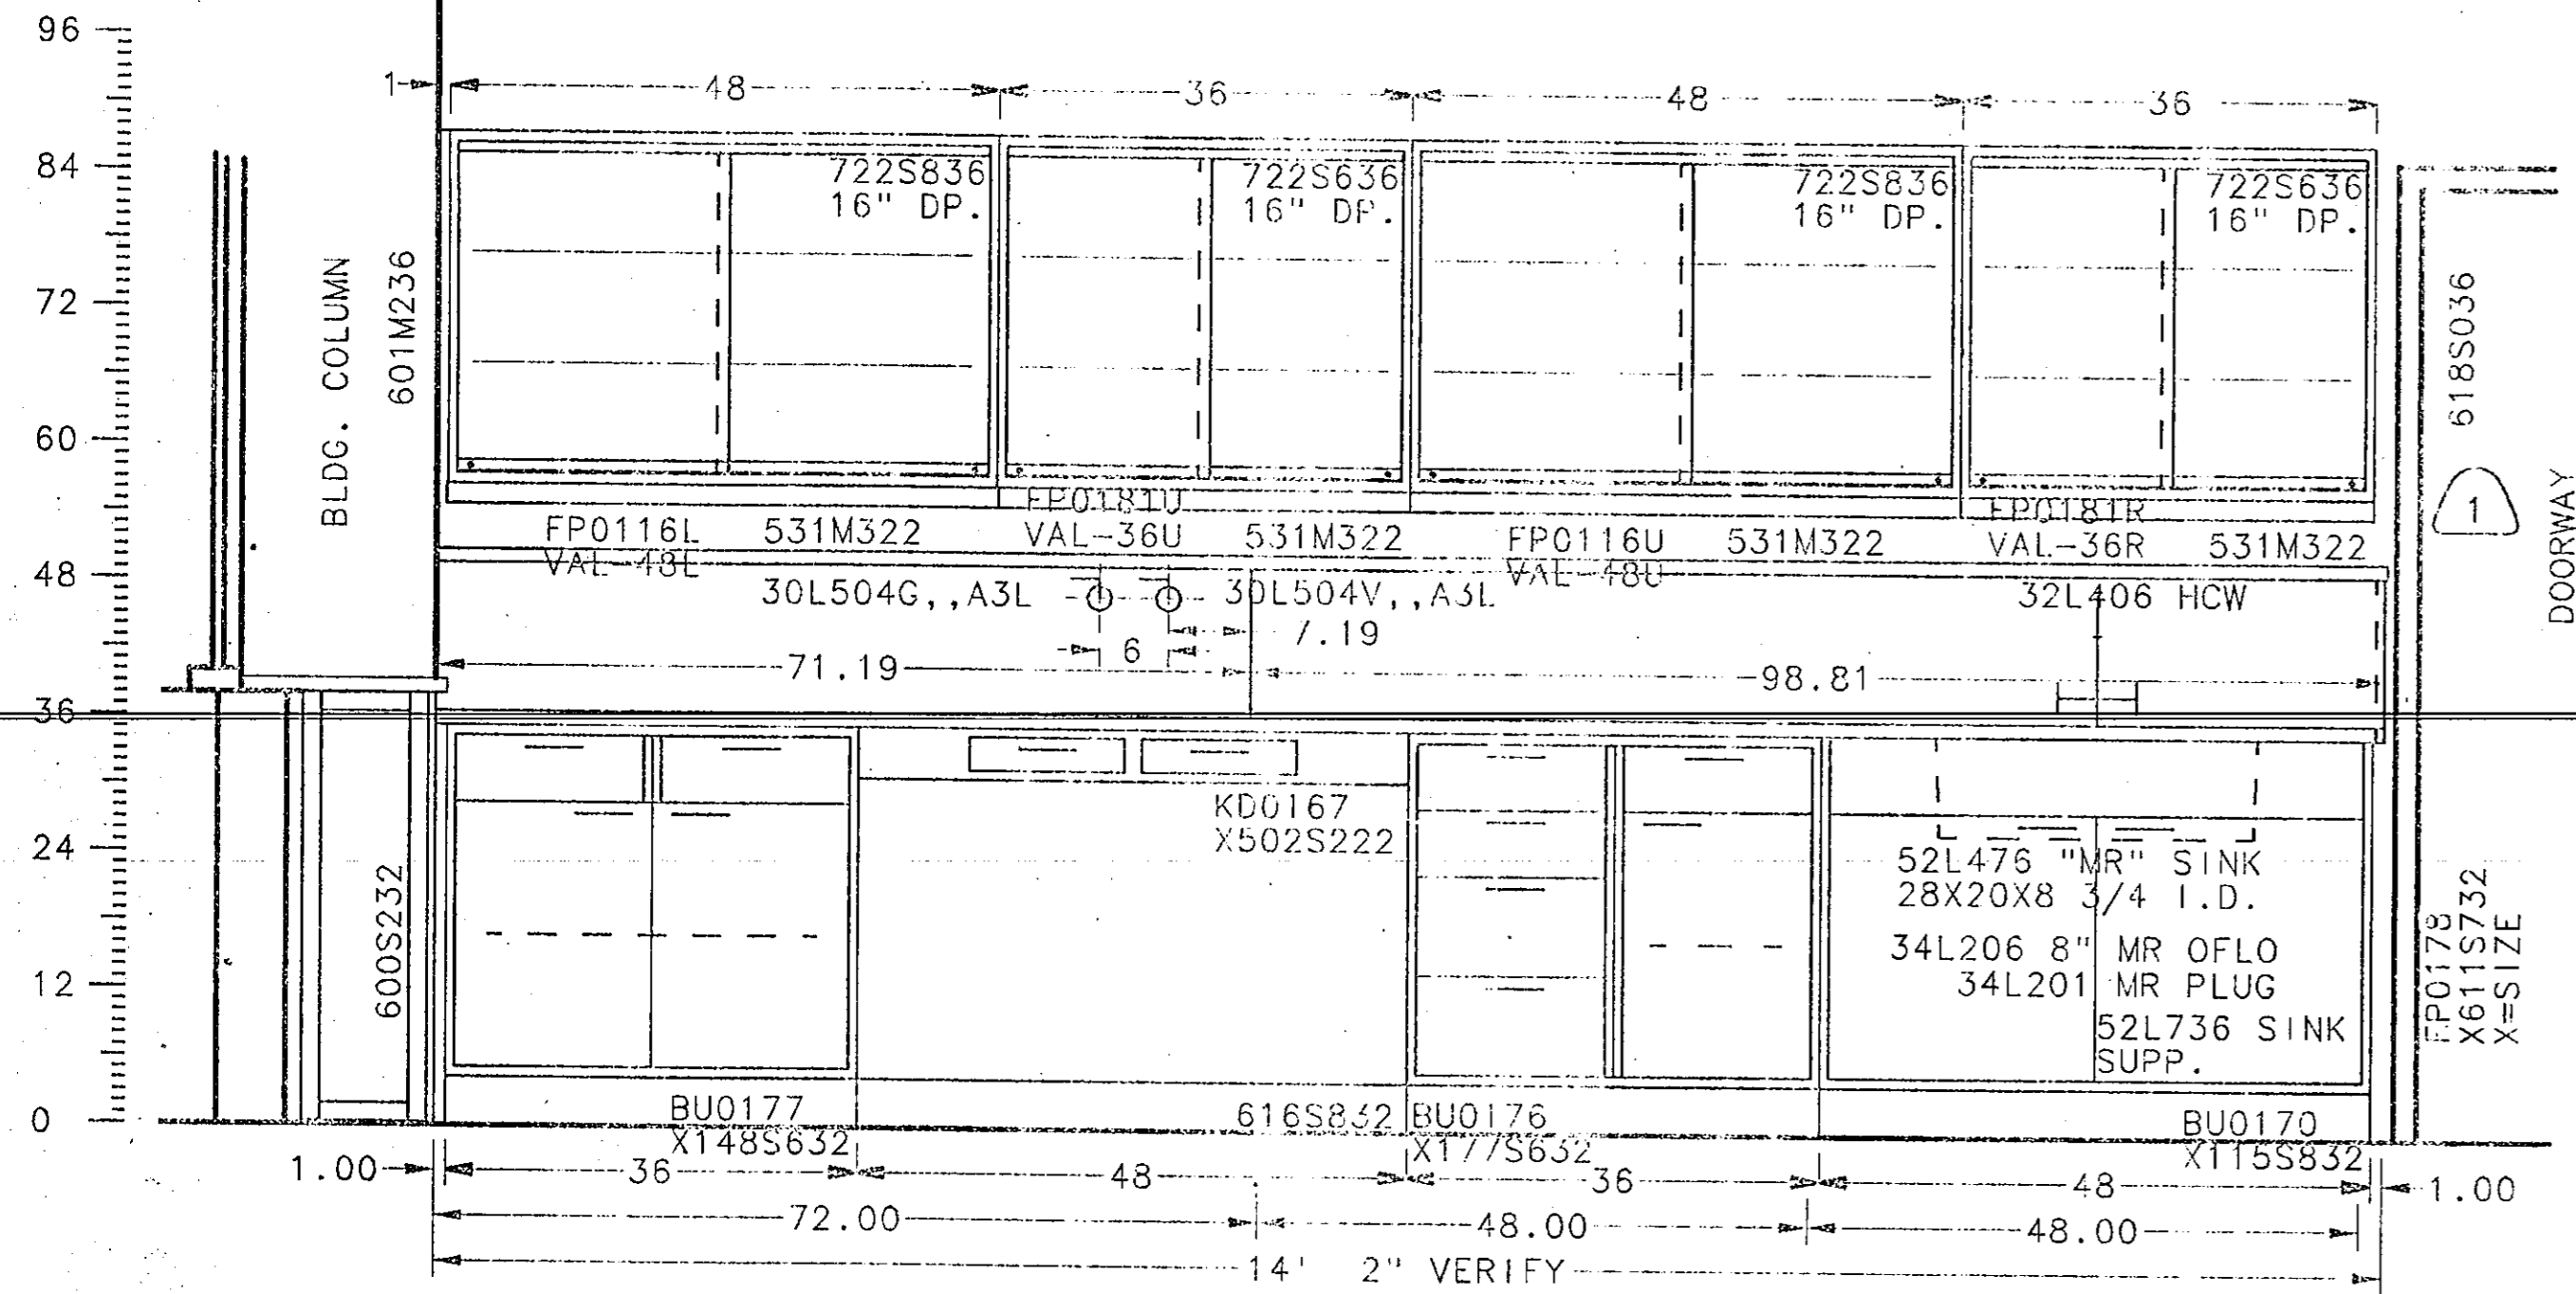 96
84
72
60
48
36
24
12
0
1
48
36
48
36
722S836
16" DP.
722S636
16" DP.
722S836
16" DP.
722S636
16" DP.
BLDG. COLUMN
601M236
618S036
1
DOORWAY
FP0116L
VAL-48L
531M322
FP0181U
VAL-36U
531M322
FP0116U
VAL-48U
531M322
FP0181R
VAL-36R
531M322
30L504G,,A3L
30L504V,,A3L
32L406 HCW
7.19
6
71.19
98.81
KD0167
X502S222
52L476 "MR" SINK
28X20X8 3/4 I.D.
34L206 8" MR OFLO
34L201 MR PLUG
52L736 SINK
SUPP.
600S232
FP0178
X611S732
X=SIZE
BU0177
X148S632
616S832
BU0176
X177S632
BU0170
X115S832
1.00
36
48
36
48
1.00
72.00
48.00
48.00
14' 2" VERIFY